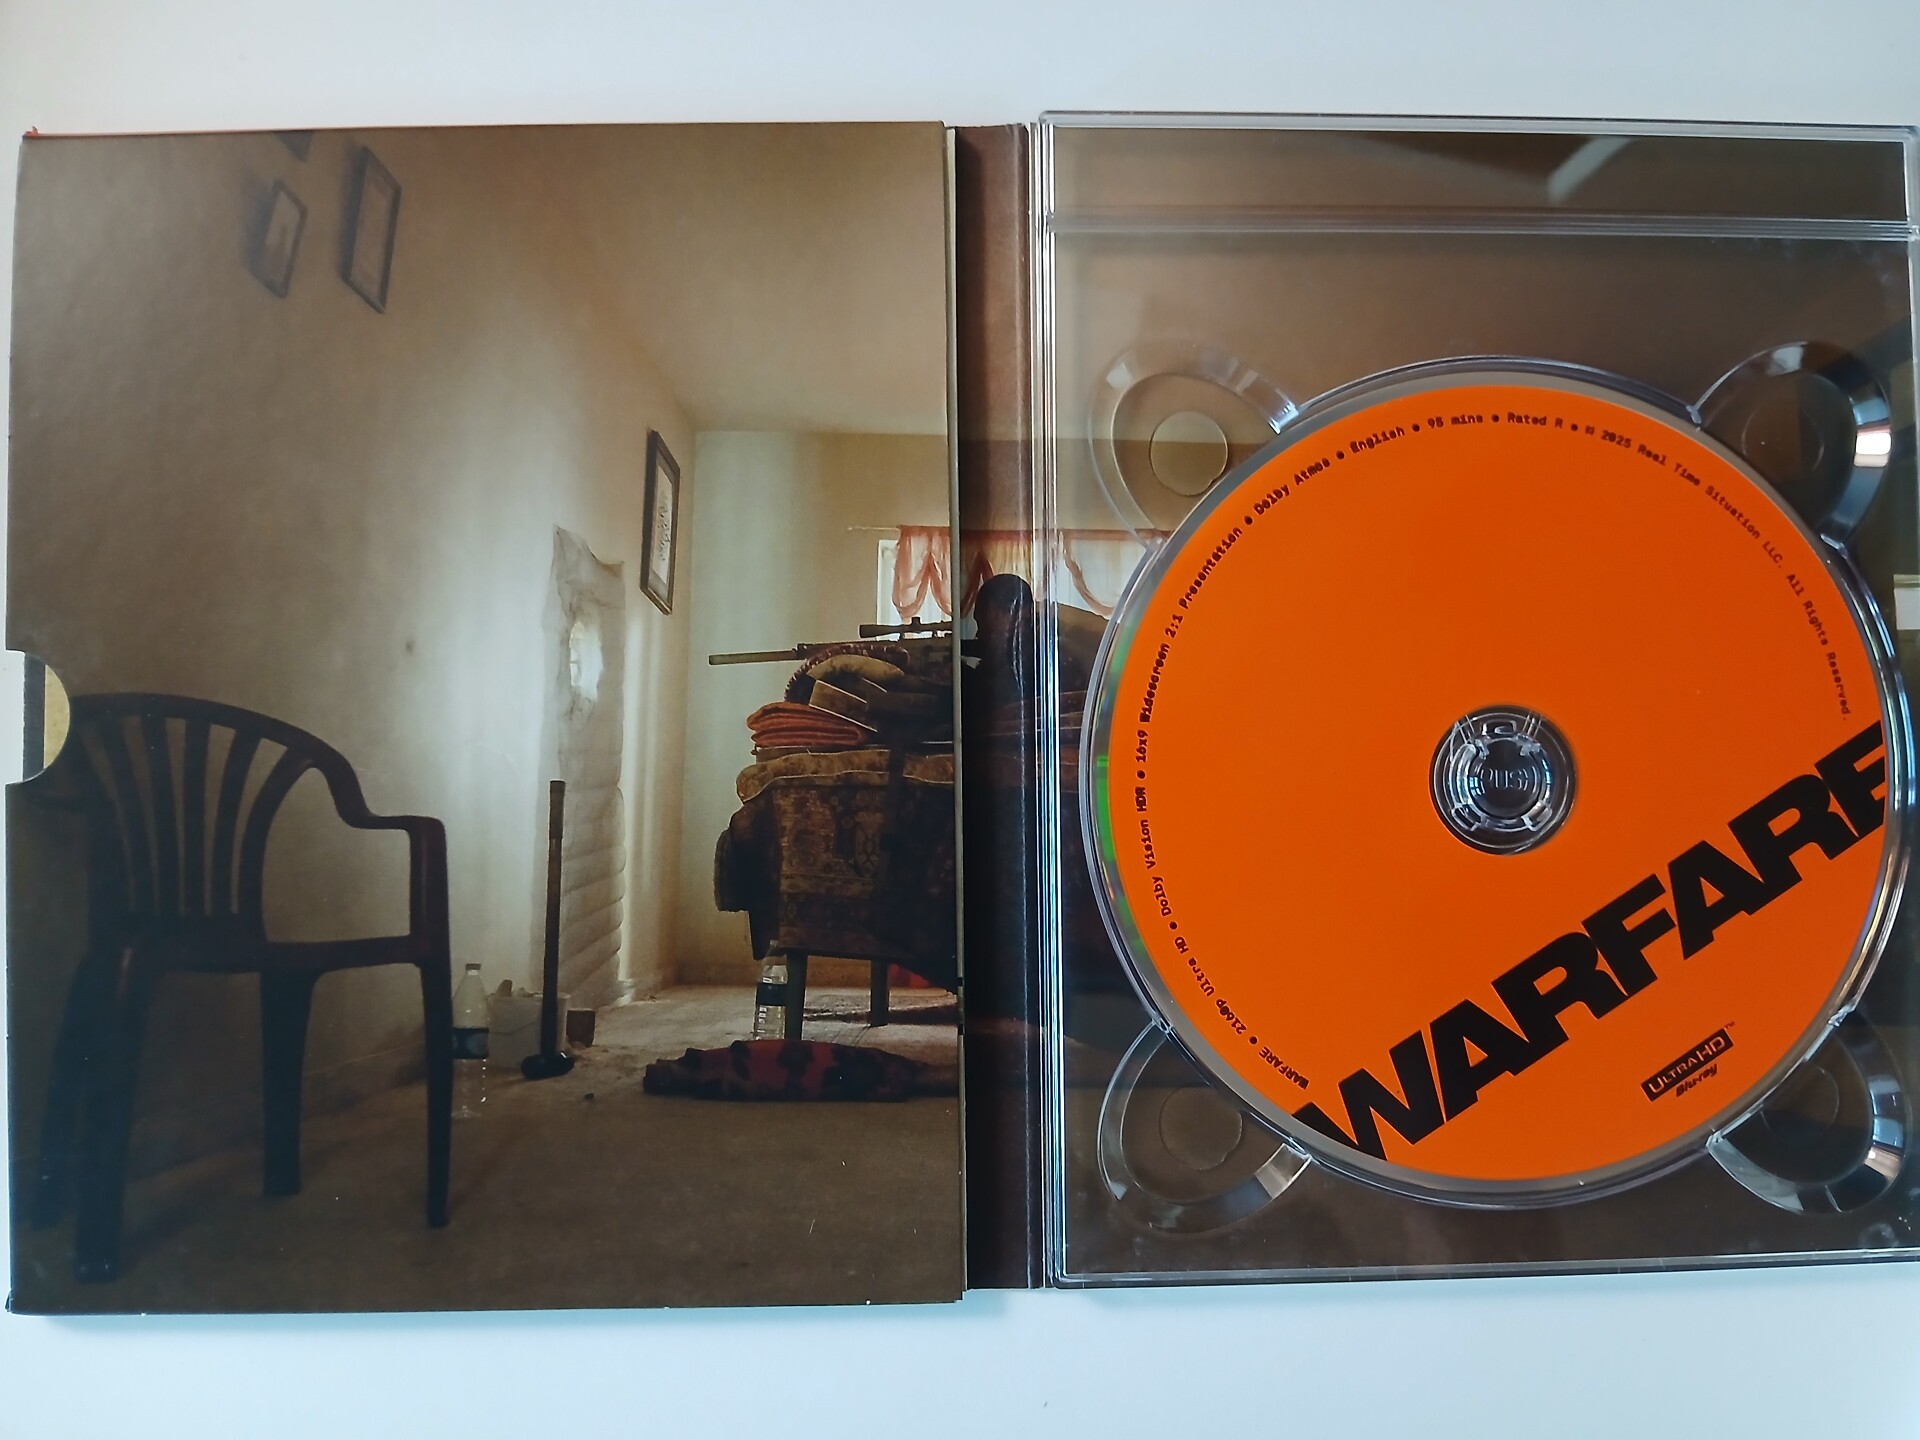 WARFARE ● 2160p Ultra HD ● Dolby Vision HDR ● 16x9 Widescreen 2:1 Presentation ● Dolby Atmos ● English ● 95 mins ● Rated R ● © 2025 Real Time Situation LLC. All Rights Reserved.
PUSH
WARFARE
ULTRA HD™
Blu-ray